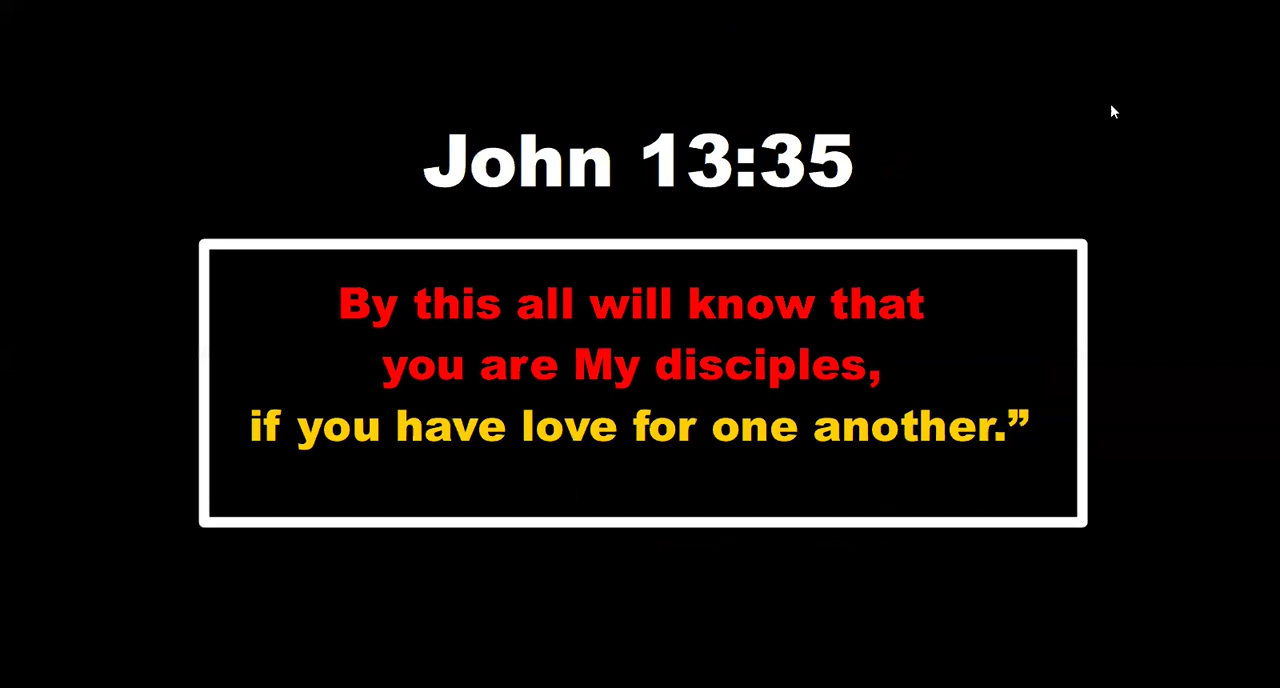 John 13:35
By this all will know that
you are My disciples,
if you have love for one another.”